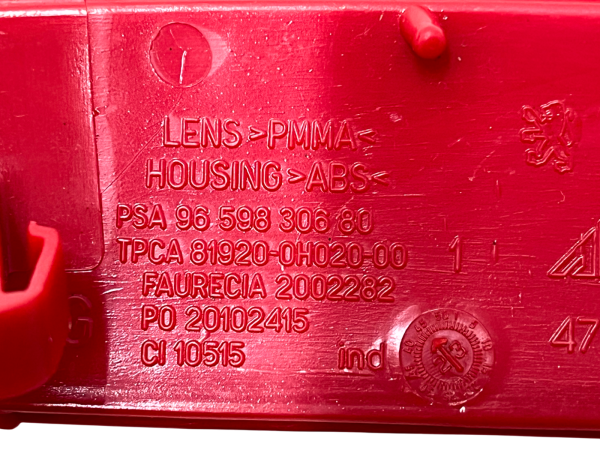 LENS >PMMA<
HOUSING >ABS<
PSA 96 598 306 80
TPCA 81920-0H020-00 1
FAURECIA 2002282
PO 20102415 47
CI 10515 ind